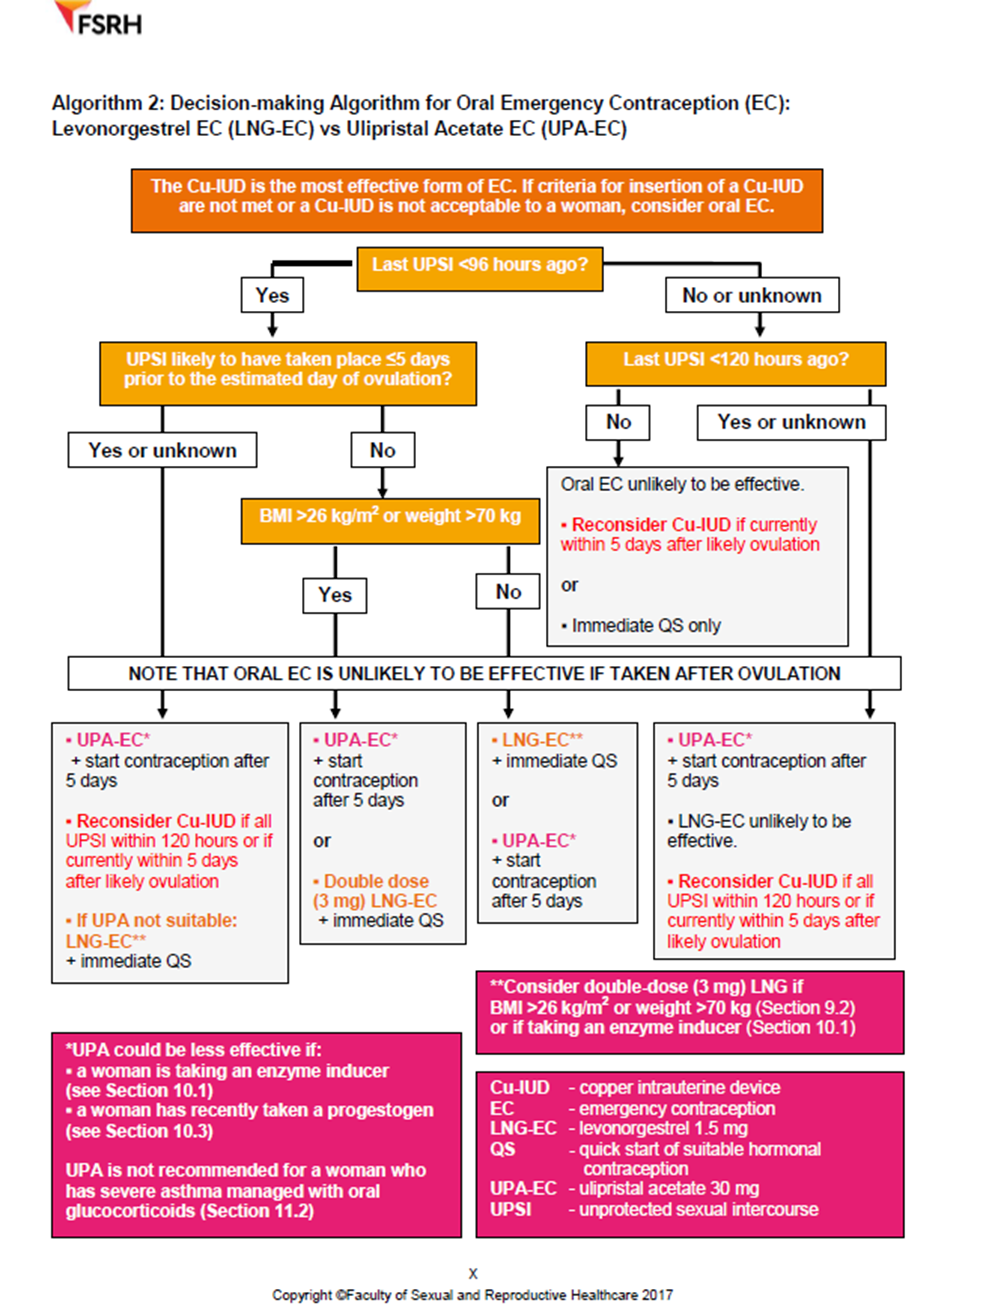 FSRH
Algorithm 2: Decision-making Algorithm for Oral Emergency Contraception (EC):
Levonorgestrel EC (LNG-EC) vs Ulipristal Acetate EC (UPA-EC)
The Cu-IUD is the most effective form of EC. If criteria for insertion of a Cu-IUD
are not met or a Cu-IUD is not acceptable to a woman, consider oral EC.
Last UPSI <96 hours ago?
Yes
No or unknown
UPSI likely to have taken place ≤5 days
prior to the estimated day of ovulation?
Last UPSI <120 hours ago?
Yes or unknown
No
No
Yes or unknown
BMI >26 kg/m² or weight >70 kg
Yes
No
Oral EC unlikely to be effective.
▪ Reconsider Cu-IUD if currently
within 5 days after likely ovulation
or
▪ Immediate QS only
NOTE THAT ORAL EC IS UNLIKELY TO BE EFFECTIVE IF TAKEN AFTER OVULATION
▪ UPA-EC*
+ start contraception after
5 days
▪ Reconsider Cu-IUD if all
UPSI within 120 hours or if
currently within 5 days
after likely ovulation
▪ If UPA not suitable:
LNG-EC**
+ immediate QS
▪ UPA-EC*
+ start
contraception
after 5 days
or
▪ Double dose
(3 mg) LNG-EC
+ immediate QS
▪ LNG-EC**
+ immediate QS
or
▪ UPA-EC*
+ start
contraception
after 5 days
▪ UPA-EC*
+ start contraception after
5 days
▪ LNG-EC unlikely to be
effective.
▪ Reconsider Cu-IUD if all
UPSI within 120 hours or if
currently within 5 days after
likely ovulation
**Consider double-dose (3 mg) LNG if
BMI >26 kg/m² or weight >70 kg (Section 9.2)
or if taking an enzyme inducer (Section 10.1)
*UPA could be less effective if:
▪ a woman is taking an enzyme inducer
(see Section 10.1)
▪ a woman has recently taken a progestogen
(see Section 10.3)
UPA is not recommended for a woman who
has severe asthma managed with oral
glucocorticoids (Section 11.2)
Cu-IUD - copper intrauterine device
EC - emergency contraception
LNG-EC - levonorgestrel 1.5 mg
QS - quick start of suitable hormonal
contraception
UPA-EC - ulipristal acetate 30 mg
UPSI - unprotected sexual intercourse
X
Copyright ©Faculty of Sexual and Reproductive Healthcare 2017